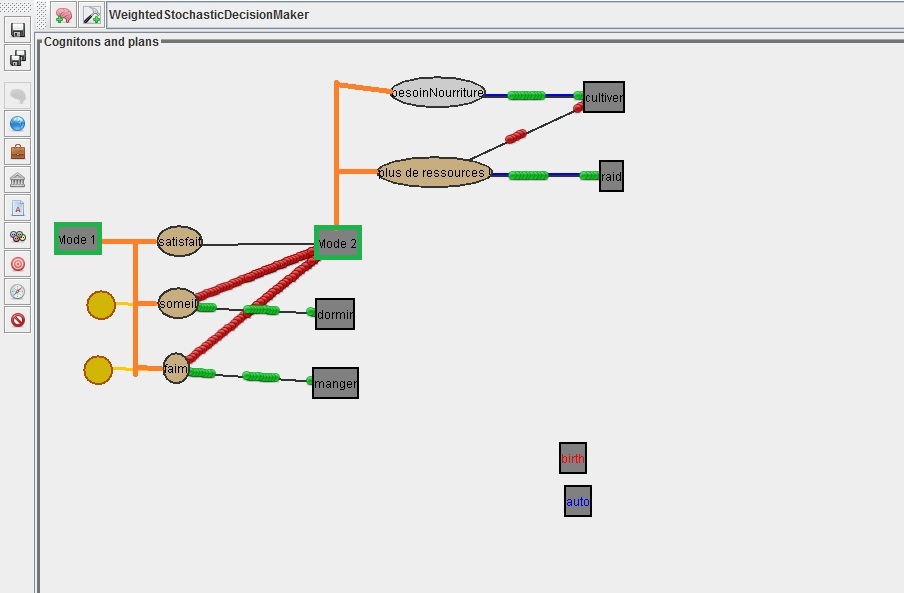 WeightedStochasticDecisionMaker
Cognitons and plans
besoinNourriture
cultiver
plus de ressources
raid
Mode 1
satisfait
Mode 2
someil
dormir
faim
manger
birth
auto